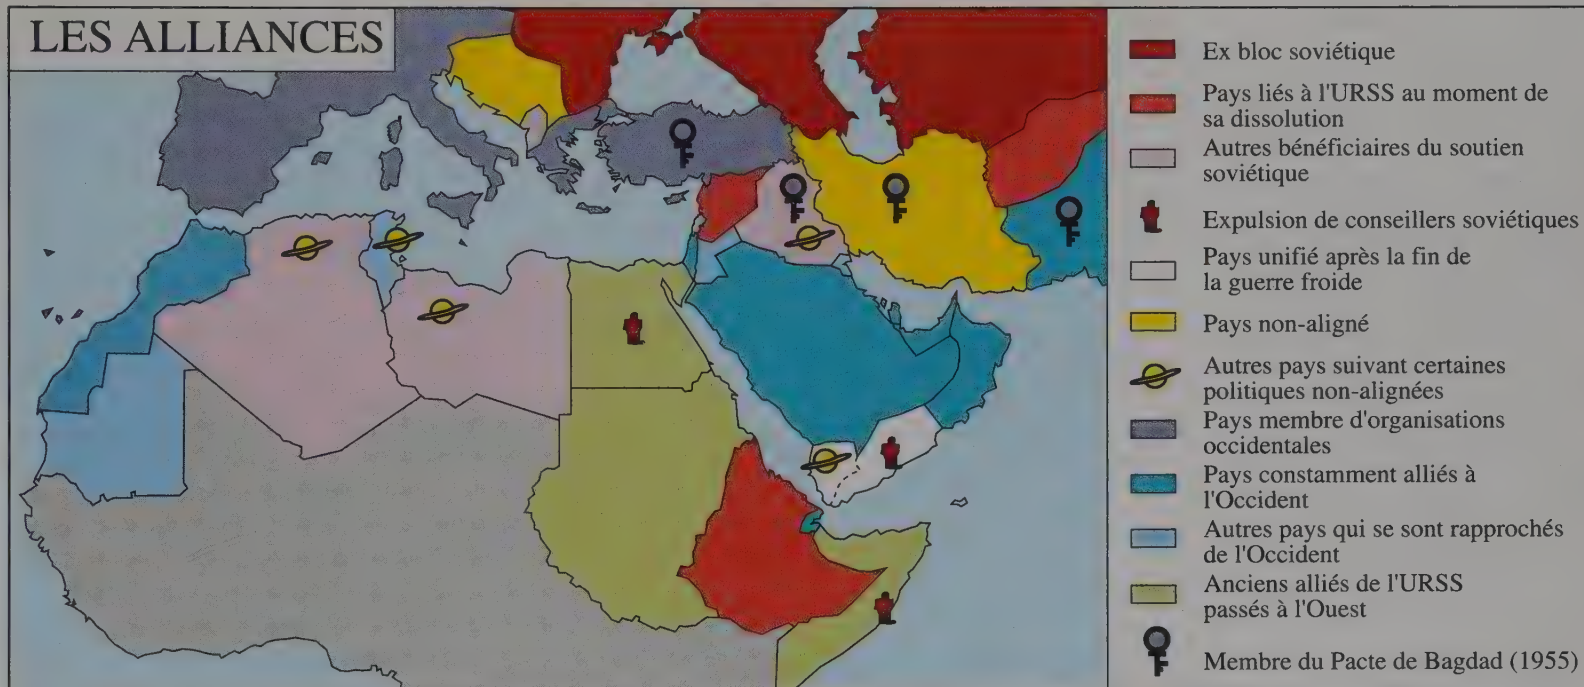 LES ALLIANCES
Ex bloc soviétique
Pays liés à l'URSS au moment de
sa dissolution
Autres bénéficiaires du soutien
soviétique
Expulsion de conseillers soviétiques
Pays unifié après la fin de
la guerre froide
Pays non-aligné
Autres pays suivant certaines
politiques non-alignées
Pays membre d'organisations
occidentales
Pays constamment alliés à
l'Occident
Autres pays qui se sont rapprochés
de l'Occident
Anciens alliés de l'URSS
passés à l'Ouest
Membre du Pacte de Bagdad (1955)